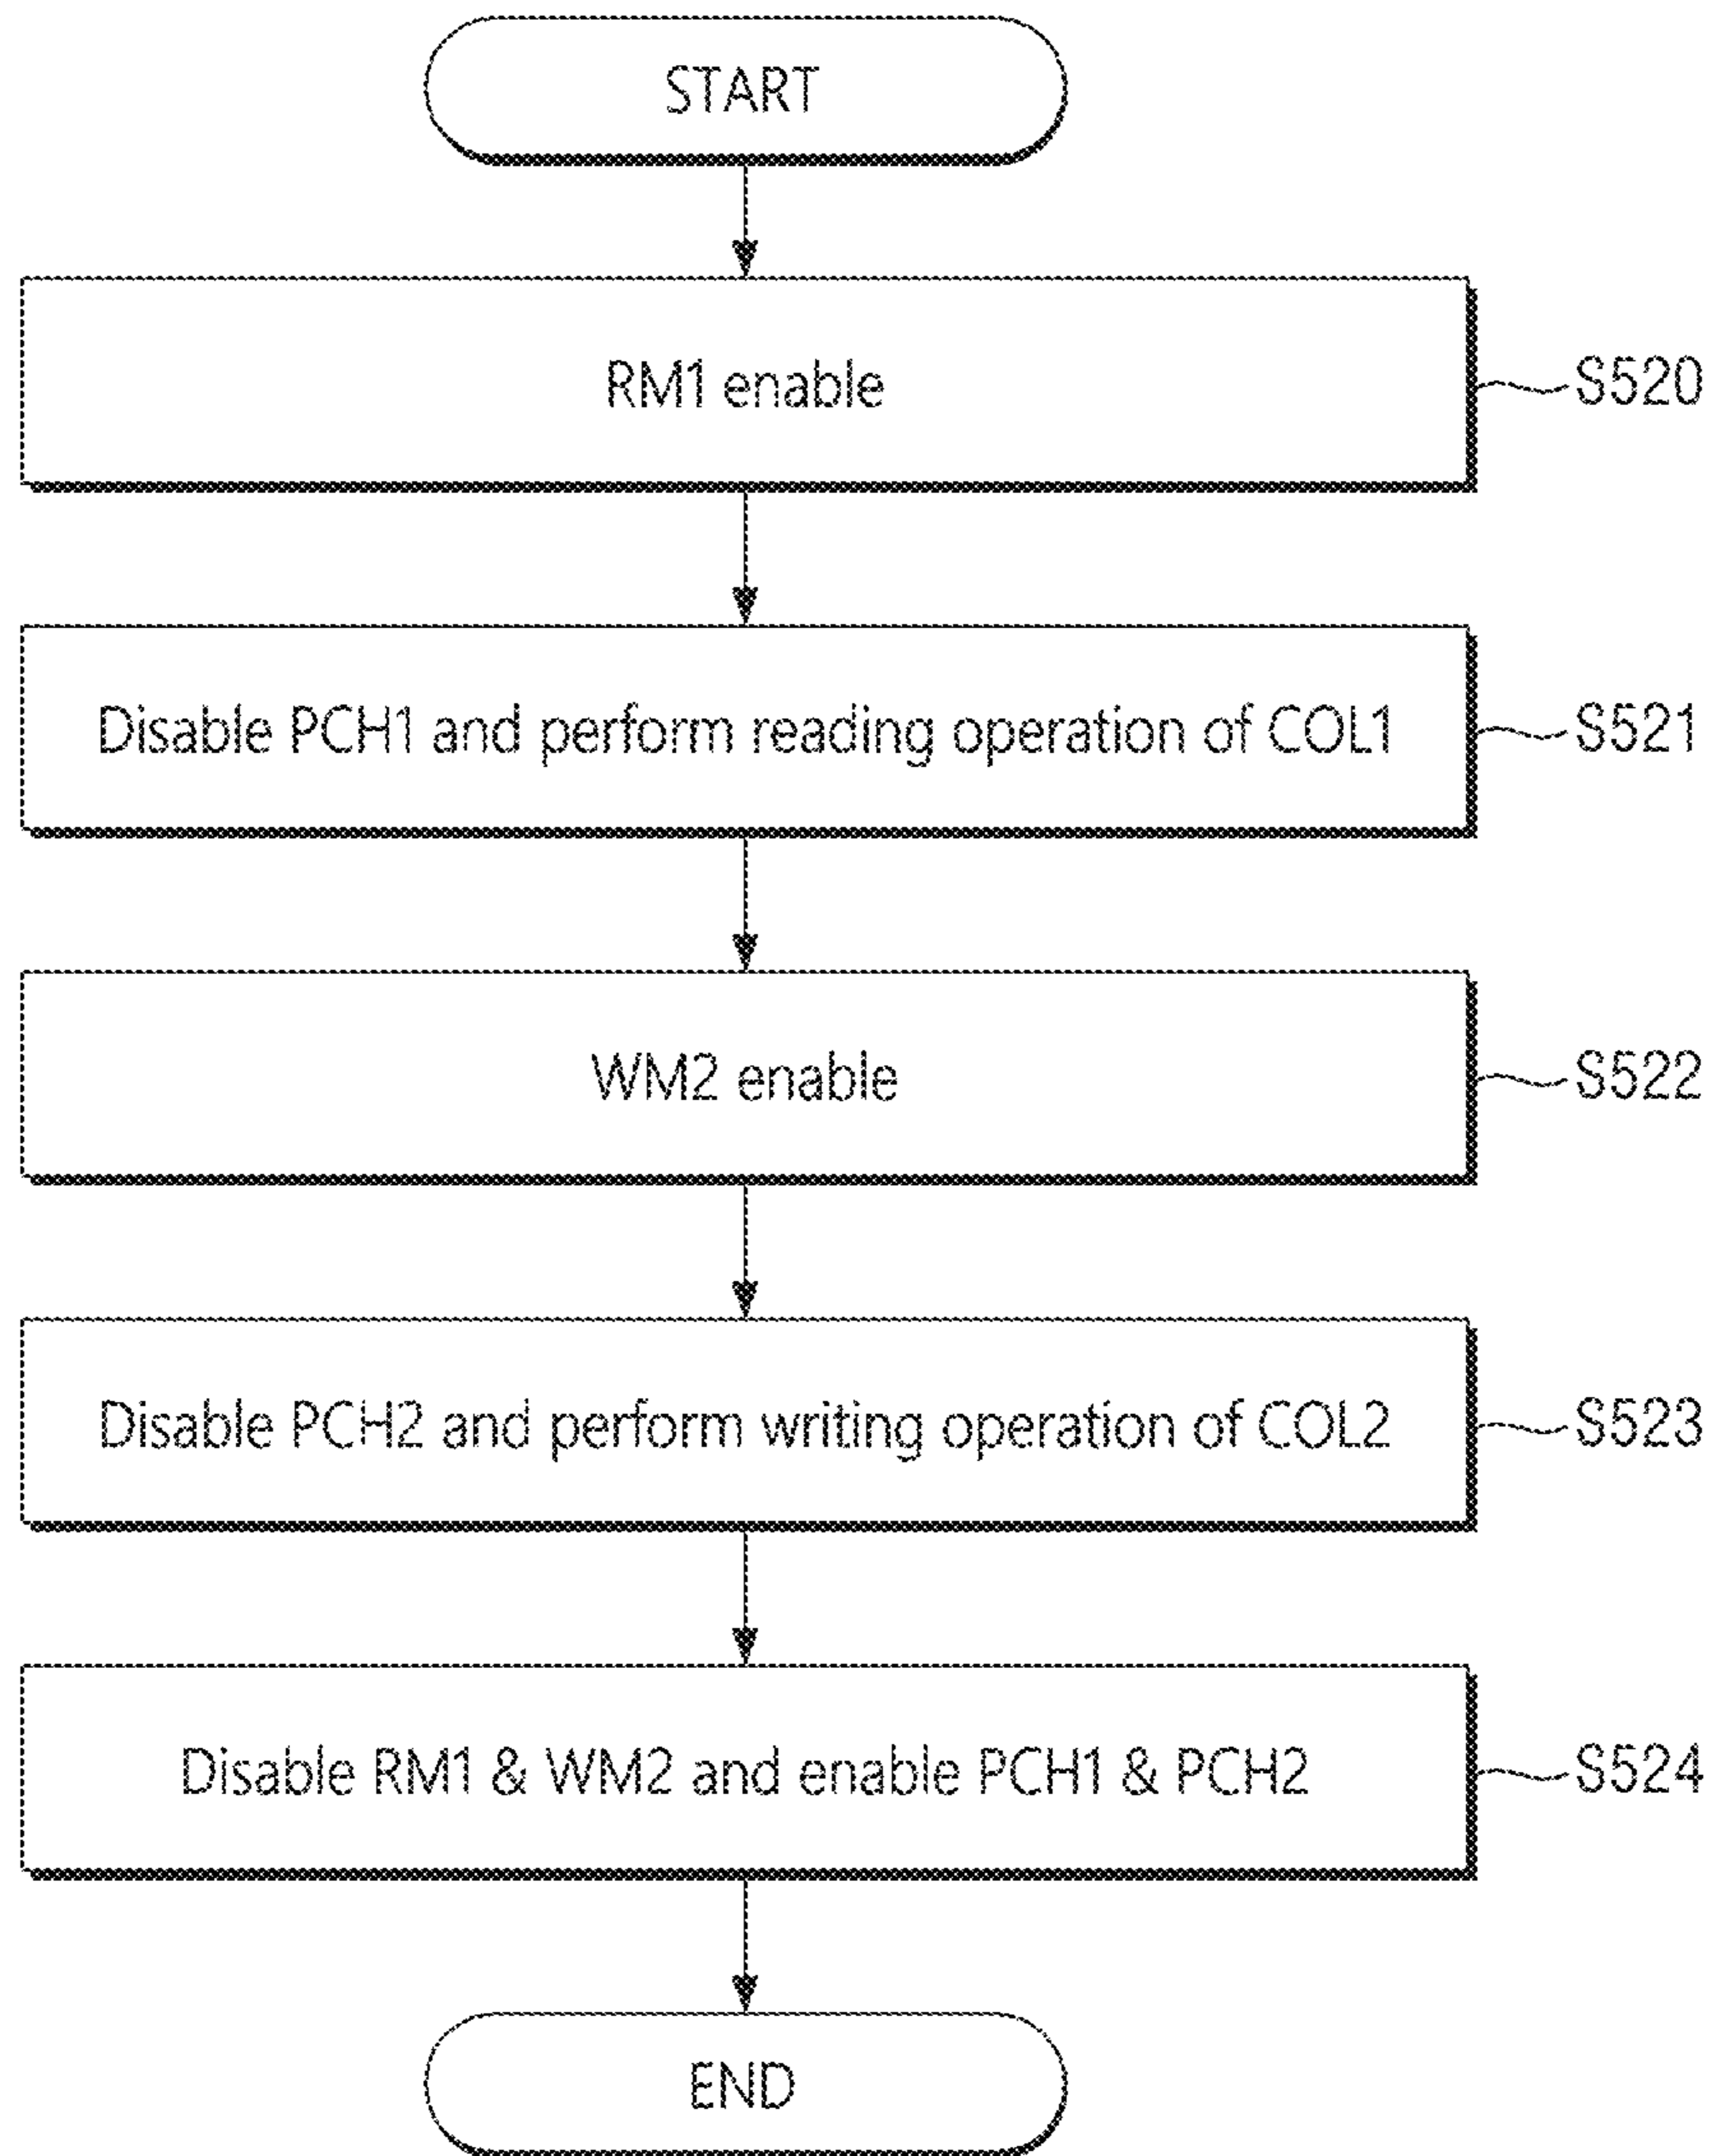 START
RM1 enable
S520
Disable PCH1 and perform reading operation of COL1
S521
WM2 enable
S522
Disable PCH2 and perform writing operation of COL2
S523
Disable RM1 & WM2 and enable PCH1 & PCH2
S524
END